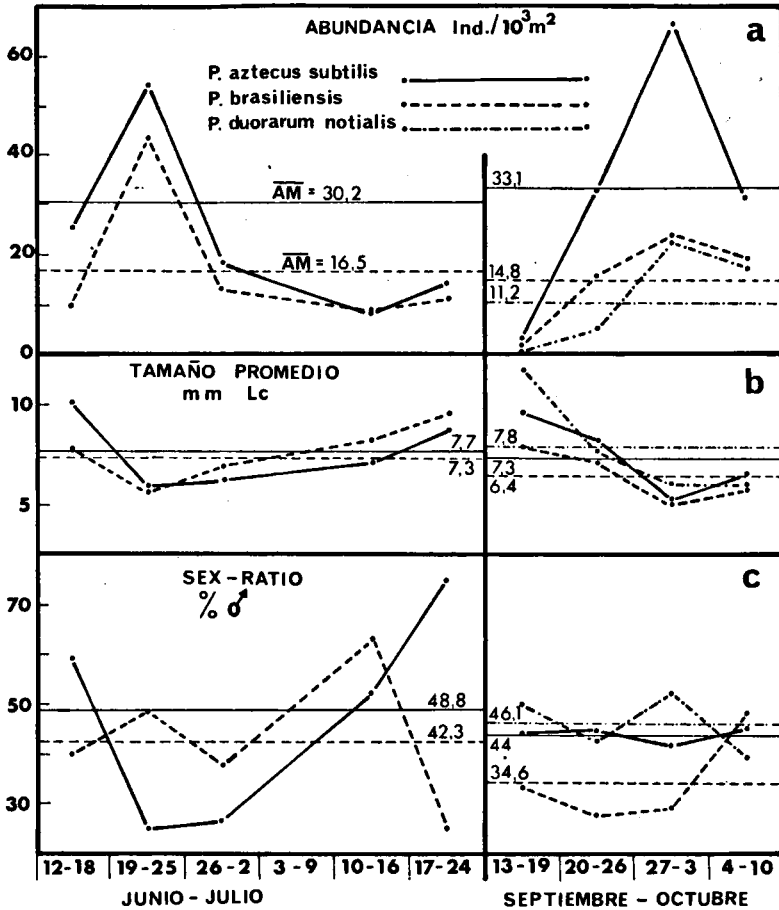 ABUNDANCIA Ind./10³m²
a
P. aztecus subtilis
P. brasiliensis
P. duorarum notialis
60
40
20
0
AM = 30,2
AM = 16,5
33,1
14,8
11,2
TAMAÑO PROMEDIO
mm Lc
b
10
5
7,7
7,3
7,8
7,3
6,4
SEX-RATIO
% ♂
c
70
50
30
48,8
42,3
46,1
44
34,6
12-18 19-25 26-2 3-9 10-16 17-24 13-19 20-26 27-3 4-10
JUNIO-JULIO SEPTIEMBRE-OCTUBRE